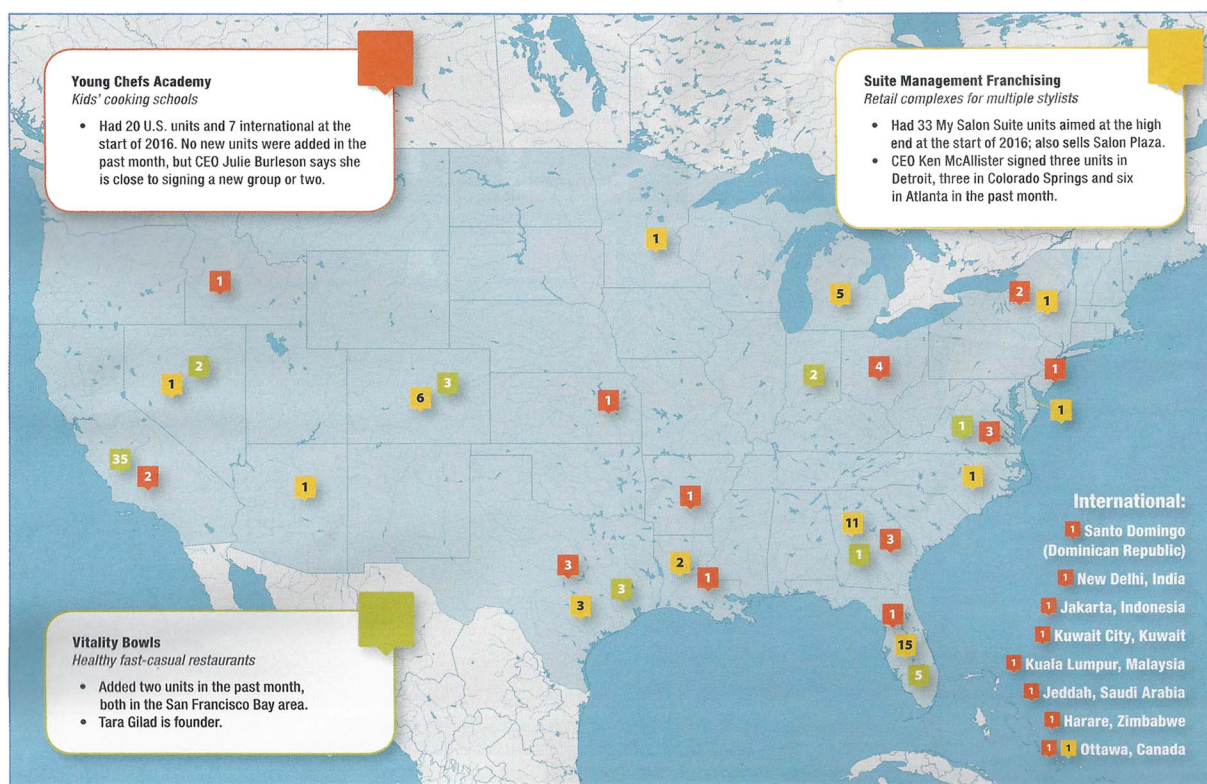 Young Chefs Academy
Kids' cooking schools
• Had 20 U.S. units and 7 international at the
start of 2016. No new units were added in the
past month, but CEO Julie Burleson says she
is close to signing a new group or two.
Suite Management Franchising
Retail complexes for multiple stylists
• Had 33 My Salon Suite units aimed at the high
end at the start of 2016; also sells Salon Plaza.
• CEO Ken McAllister signed three units in
Detroit, three in Colorado Springs and six
in Atlanta in the past month.
1
1
5
2
1
2
1
6
3
1
2
4
1
1
1
3
35
2
1
1
1
11
3
1
3
2
1
3
3
1
15
5
Vitality Bowls
Healthy fast-casual restaurants
• Added two units in the past month,
both in the San Francisco Bay area.
• Tara Gilad is founder.
International:
1 Santo Domingo
(Dominican Republic)
1 New Delhi, India
1 Jakarta, Indonesia
1 Kuwait City, Kuwait
1 Kuala Lumpur, Malaysia
1 Jeddah, Saudi Arabia
1 Harare, Zimbabwe
1 1 Ottawa, Canada